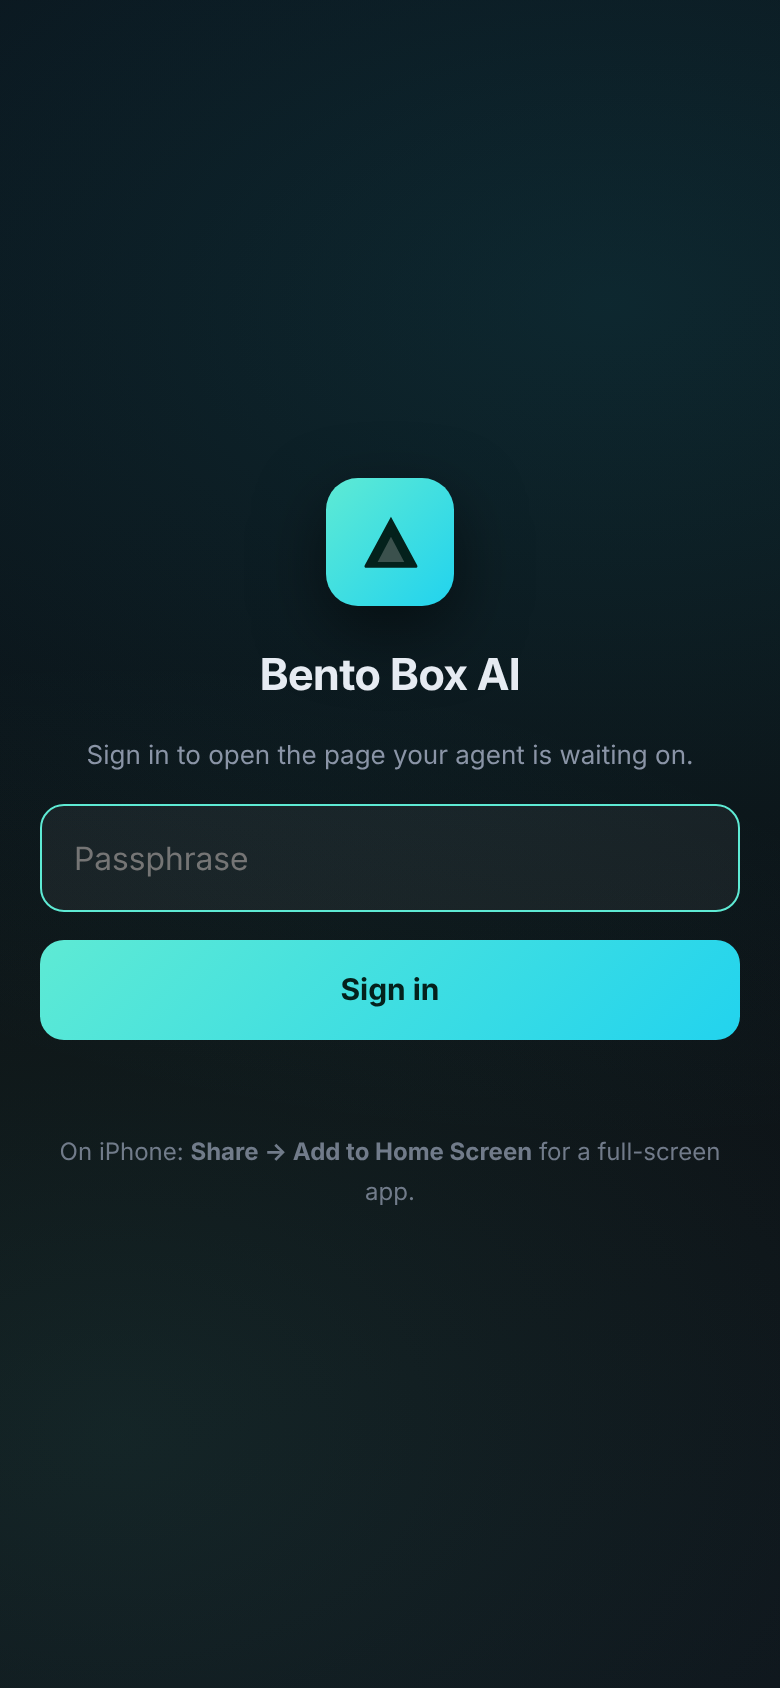 Bento Box AI
Sign in to open the page your agent is waiting on.
Passphrase
Sign in
On iPhone: Share → Add to Home Screen for a full-screen
app.